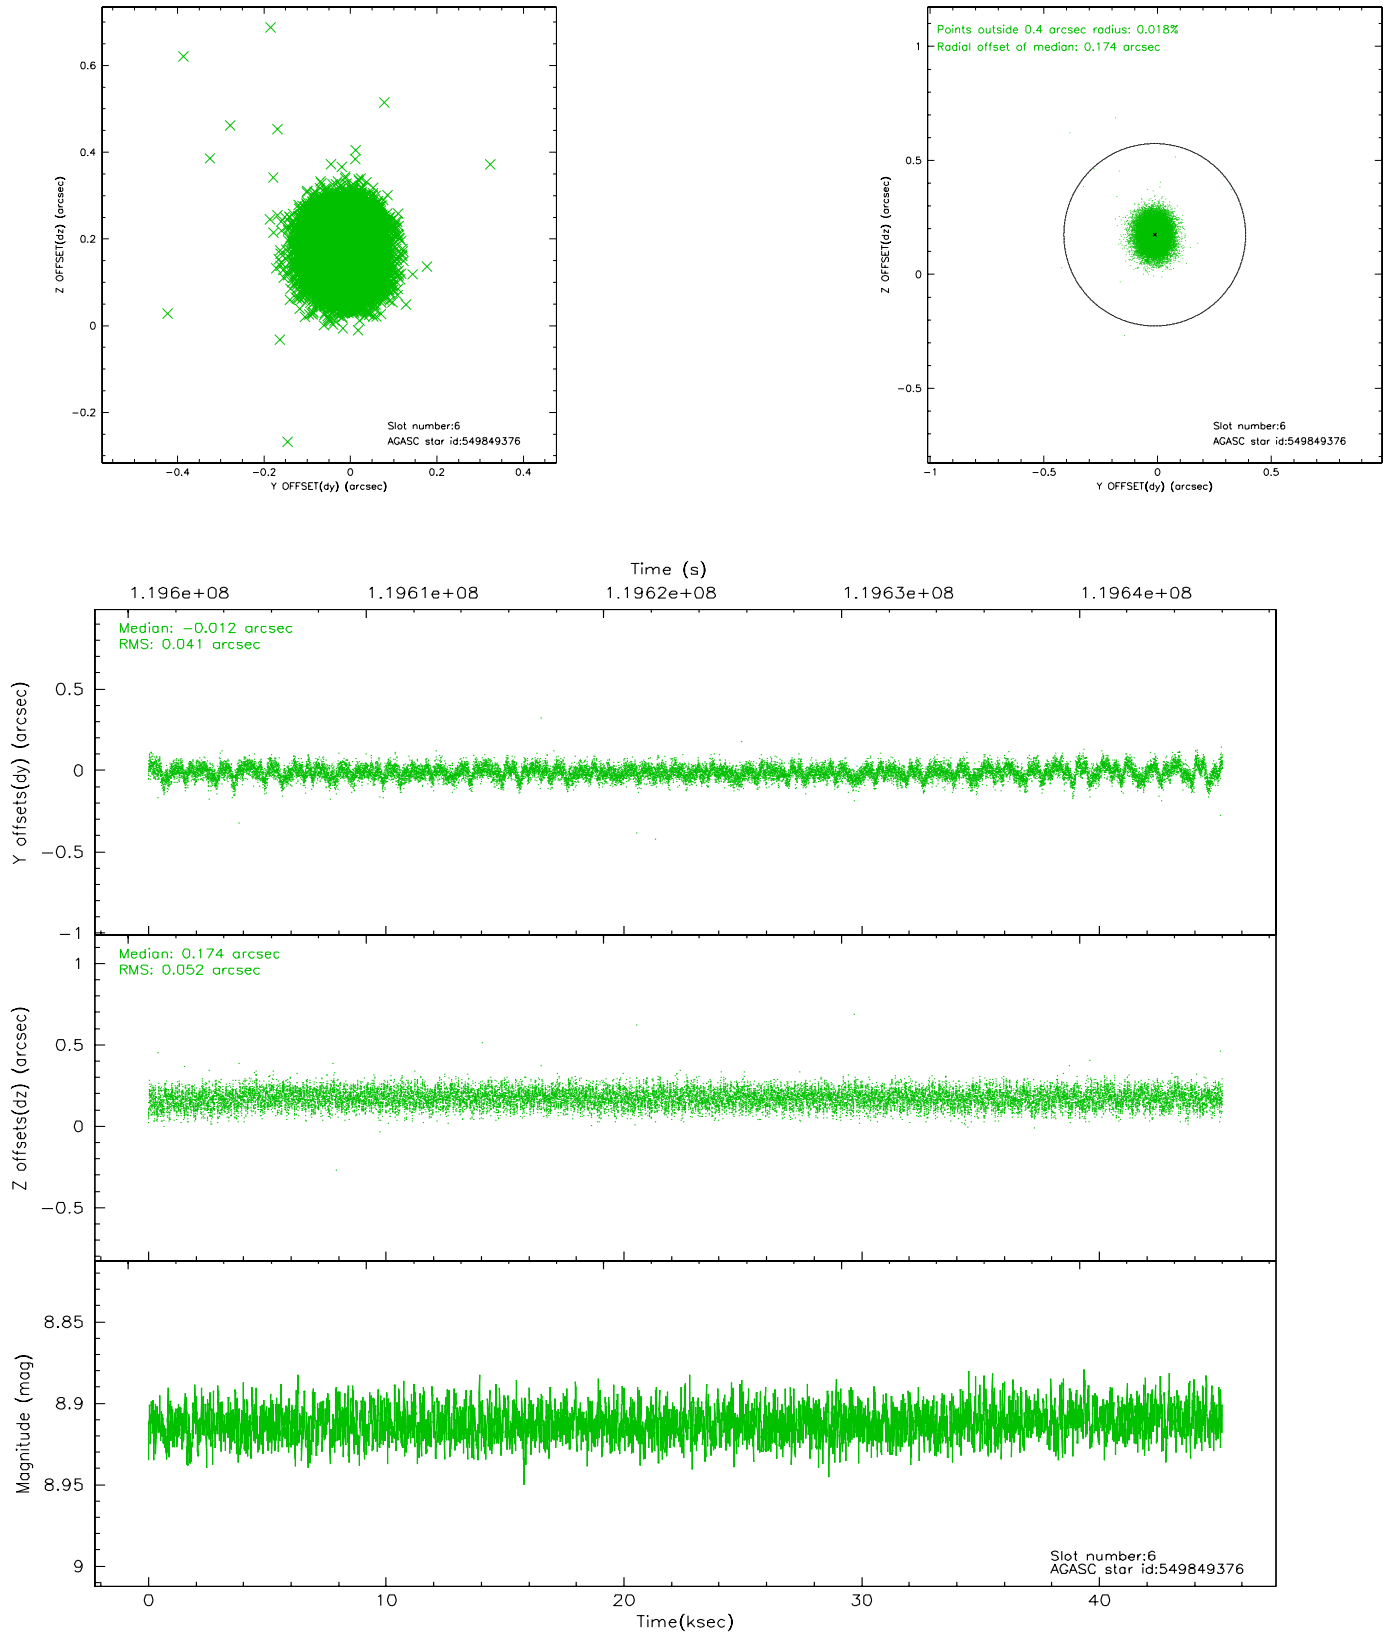 0.6
0.4
0.2
0
−0.2
Z OFFSET(dz) (arcsec)
Slot number:6
AGASC star id:549849376
−0.4 −0.2 0 0.2 0.4
Y OFFSET(dy) (arcsec)
Points outside 0.4 arcsec radius: 0.018%
Radial offset of median: 0.174 arcsec
1
0.5
0
−0.5
Z OFFSET(dz) (arcsec)
Slot number:6
AGASC star id:549849376
−1 −0.5 0 0.5
Y OFFSET(dy) (arcsec)
Time (s)
1.196e+08 1.1961e+08 1.1962e+08 1.1963e+08 1.1964e+08
Median: −0.012 arcsec
RMS: 0.041 arcsec
0.5
0
−0.5
−1
Y offsets(dy) (arcsec)
Median: 0.174 arcsec
RMS: 0.052 arcsec
1
0.5
0
−0.5
Z offsets(dz) (arcsec)
8.85
8.9
8.95
9
Magnitude (mag)
Slot number:6
AGASC star id:549849376
0 10 20 30 40
Time(ksec)